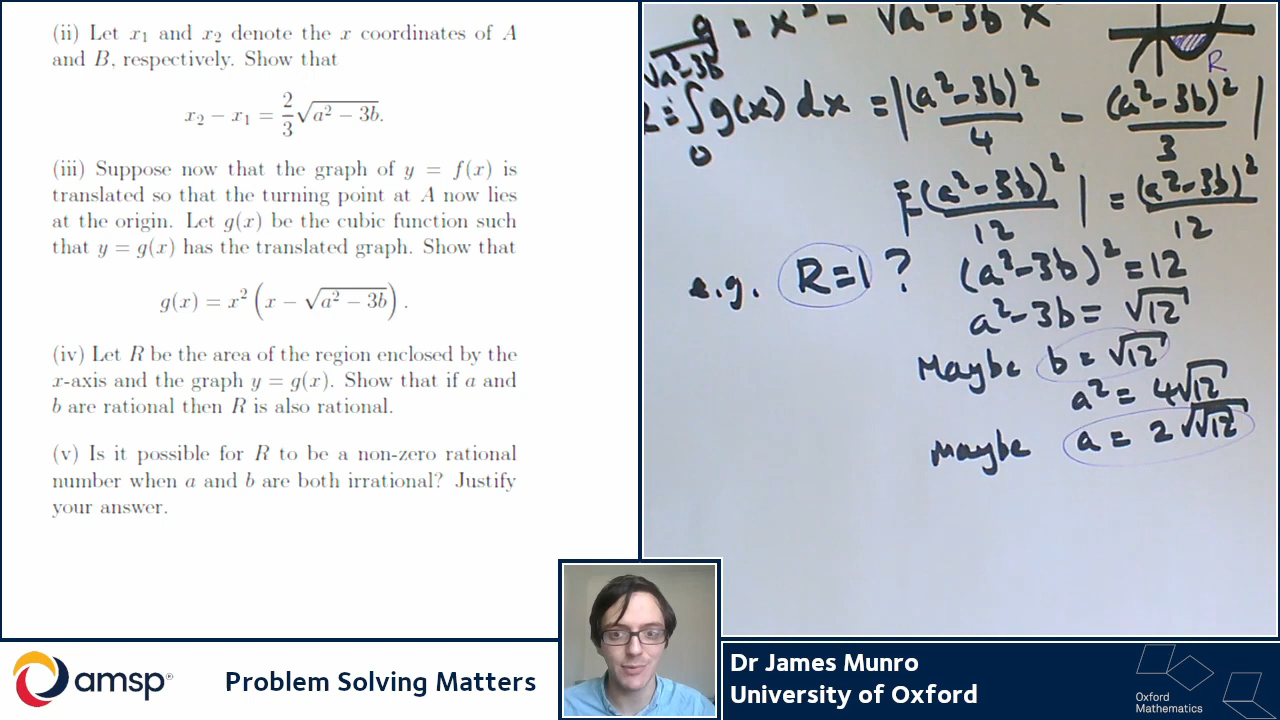 (ii) Let x₁ and x₂ denote the x coordinates of A
and B, respectively. Show that
x₂ − x₁ = 2/3 √(a² − 3b).
(iii) Suppose now that the graph of y = f(x) is
translated so that the turning point at A now lies
at the origin. Let g(x) be the cubic function such
that y = g(x) has the translated graph. Show that
g(x) = x² (x − √(a² − 3b)).
(iv) Let R be the area of the region enclosed by the
x-axis and the graph y = g(x). Show that if a and
b are rational then R is also rational.
(v) Is it possible for R to be a non-zero rational
number when a and b are both irrational? Justify
your answer.
= x³ − √a²−3b x
R
√a²−3b
∫₀ g(x) dx = |(a²−3b)²/4 − (a²−3b)²/3|
(a²−3b)²/12 | = (a²−3b)²/12
e.g. R=1 ? (a²−3b)² = 12
a²−3b = √12
Maybe b = √12
a² = 4√12
Maybe a = 2√√12
amsp®
Problem Solving Matters
Dr James Munro
University of Oxford
Oxford
Mathematics